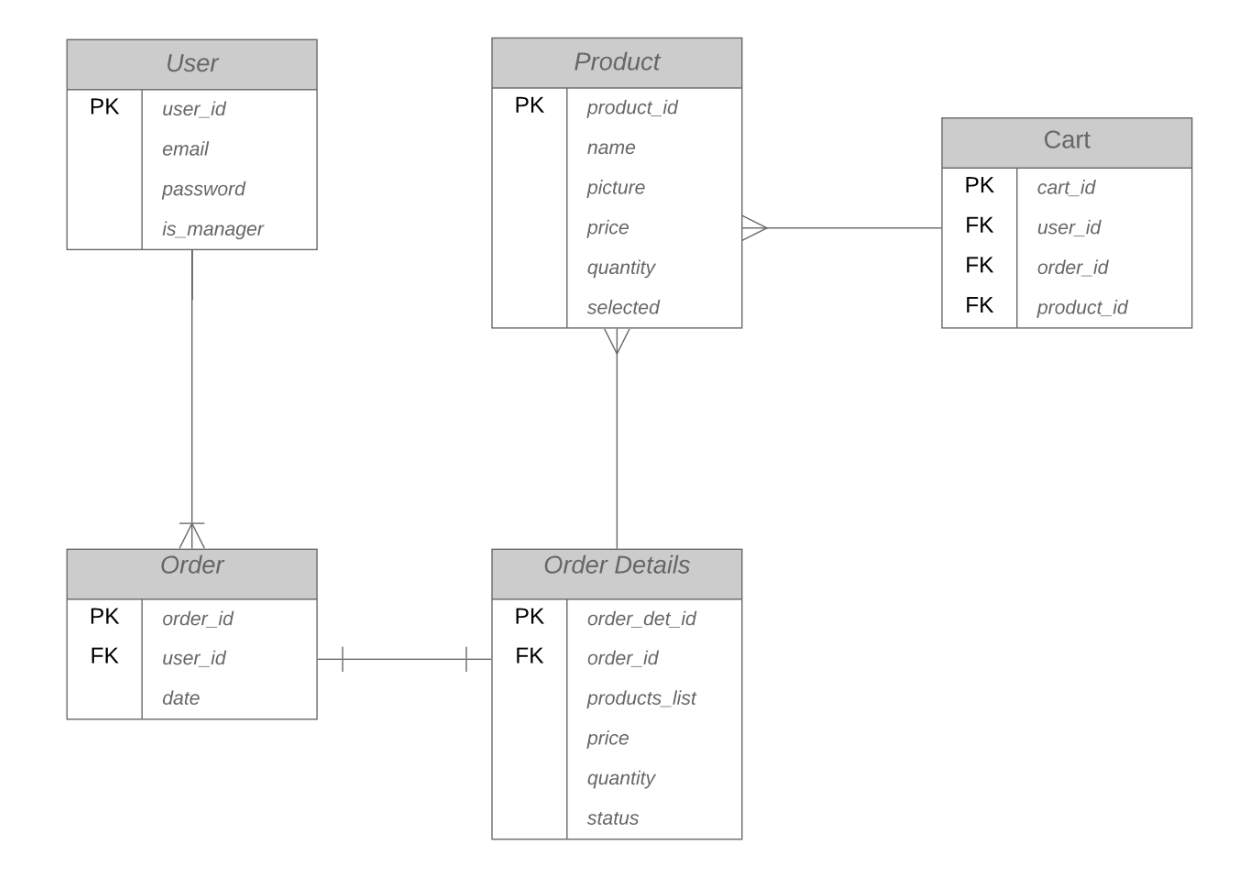 User
PK user_id
email
password
is_manager
Product
PK product_id
name
picture
price
quantity
selected
Cart
PK cart_id
FK user_id
FK order_id
FK product_id
Order
PK order_id
FK user_id
date
Order Details
PK order_det_id
FK order_id
products_list
price
quantity
status